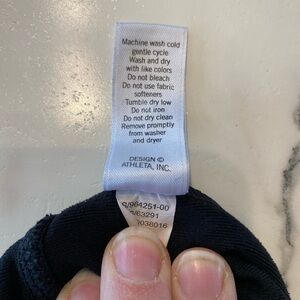 Machine wash cold
gentle cycle
Wash and dry
with like colors
Do not bleach
Do not use fabric
softeners
Tumble dry low
Do not iron
Do not dry clean
Remove promptly
from washer
and dryer
DESIGN ©
ATHLETA, INC.